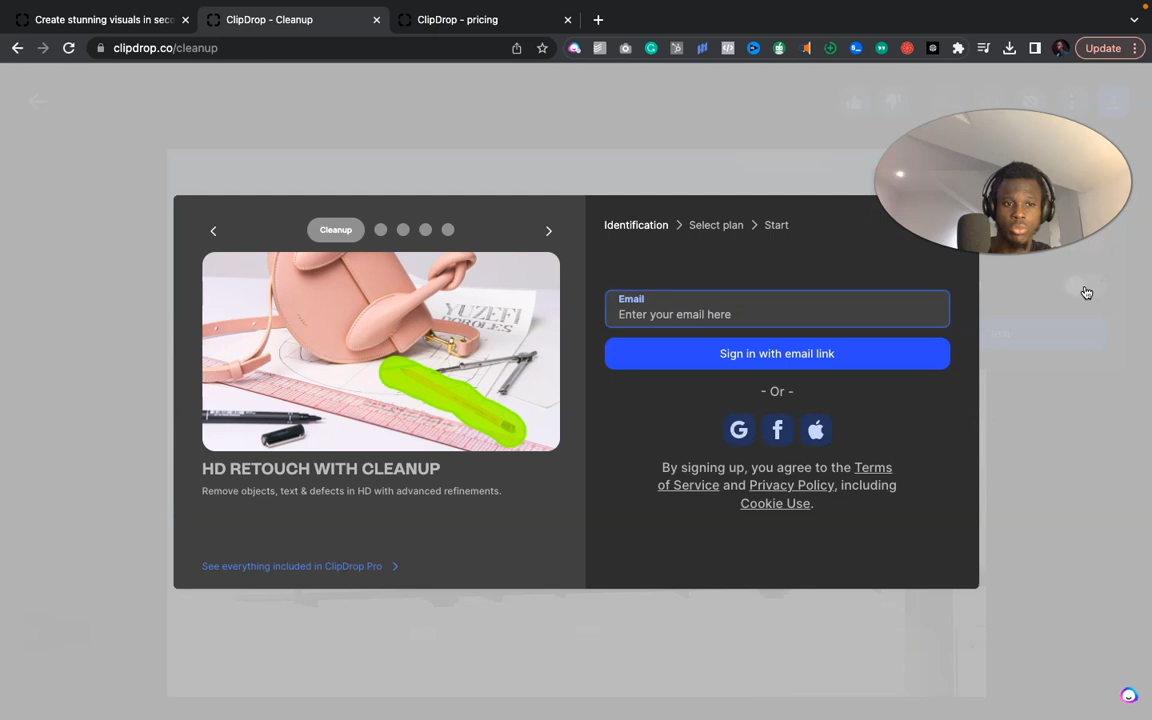 Create stunning visuals in seco
ClipDrop - Cleanup
ClipDrop - pricing
clipdrop.co/cleanup
Update
Cleanup
YUZEFI
HD RETOUCH WITH CLEANUP
Remove objects, text & defects in HD with advanced refinements.
See everything included in ClipDrop Pro
Identification
Select plan
Start
Email
Enter your email here
Sign in with email link
- Or -
By signing up, you agree to the Terms
of Service and Privacy Policy, including
Cookie Use.